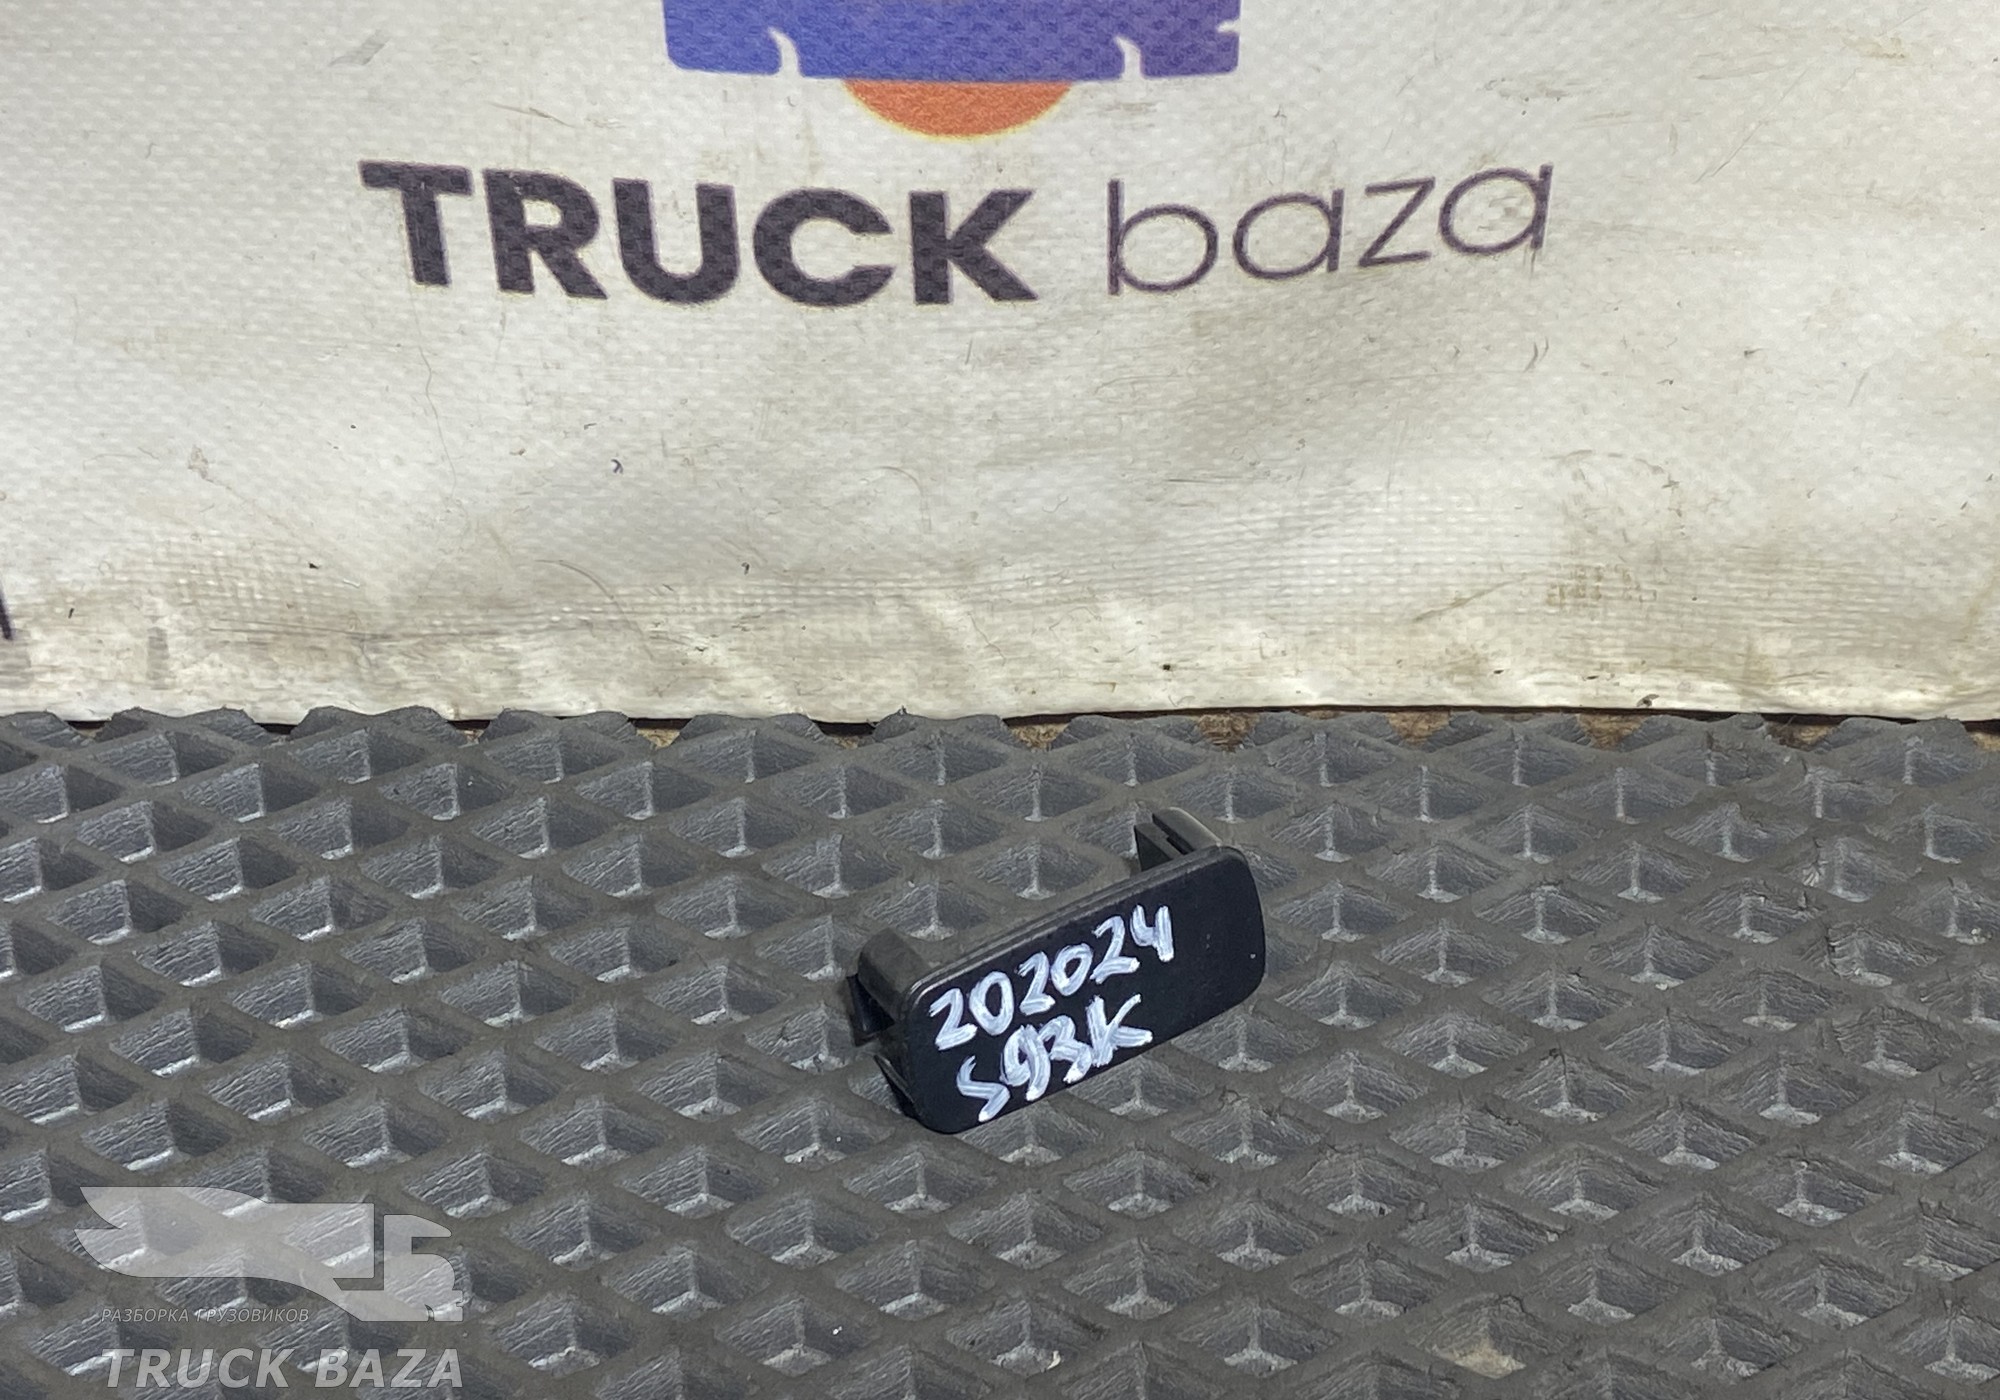 TRUCK baza
202024
S93K
РАЗБОРКА ГРУЗОВИКОВ
TRUCK BAZA